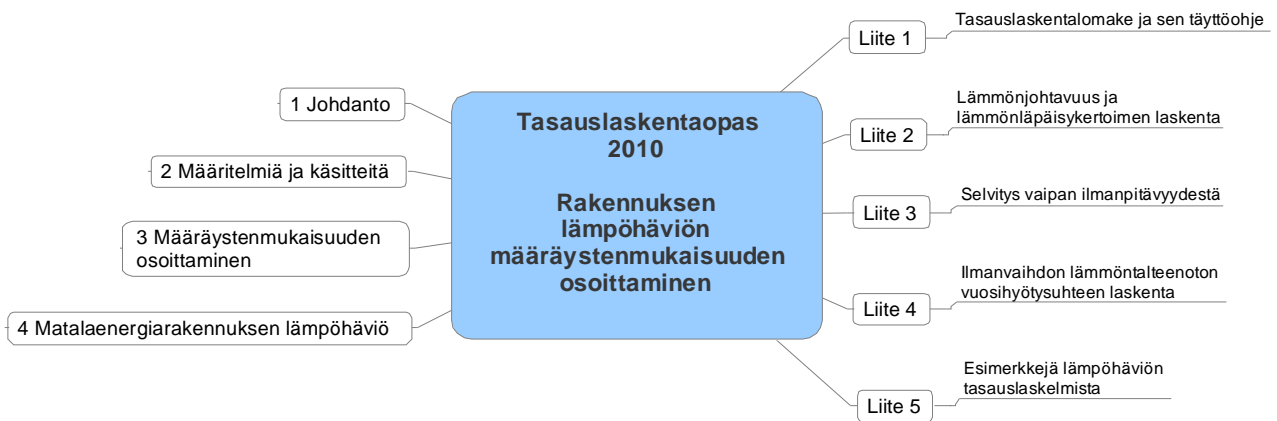 Tasauslaskentaopas
2010
Rakennuksen
lämpöhäviön
määräystenmukaisuuden
osoittaminen
1 Johdanto
2 Määritelmiä ja käsitteitä
3 Määräystenmukaisuuden
osoittaminen
4 Matalaenergiarakennuksen lämpöhäviö
Liite 1
Tasauslaskentalomake ja sen täyttöohje
Liite 2
Lämmönjohtavuus ja
lämmönläpäisykertoimen laskenta
Liite 3
Selvitys vaipan ilmanpitävyydestä
Liite 4
Ilmanvaihdon lämmöntalteenoton
vuosihyötysuhteen laskenta
Liite 5
Esimerkkejä lämpöhäviön
tasauslaskelmista